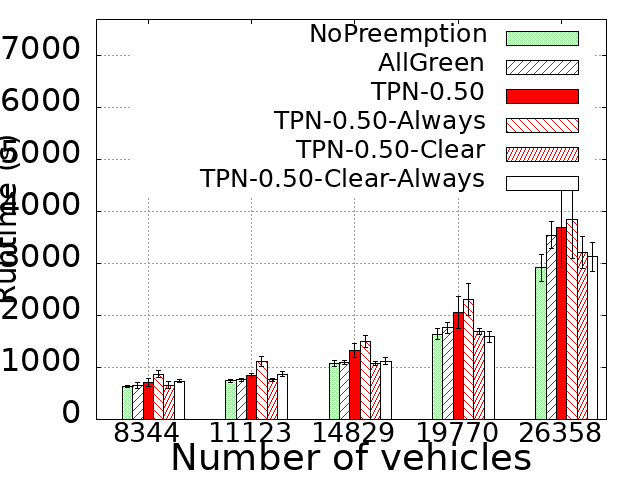 7000
6000
5000
4000
3000
2000
1000
0
Runtime (s)
NoPreemption
AllGreen
TPN-0.50
TPN-0.50-Always
TPN-0.50-Clear
TPN-0.50-Clear-Always
8344 11123 14829 19770 26358
Number of vehicles